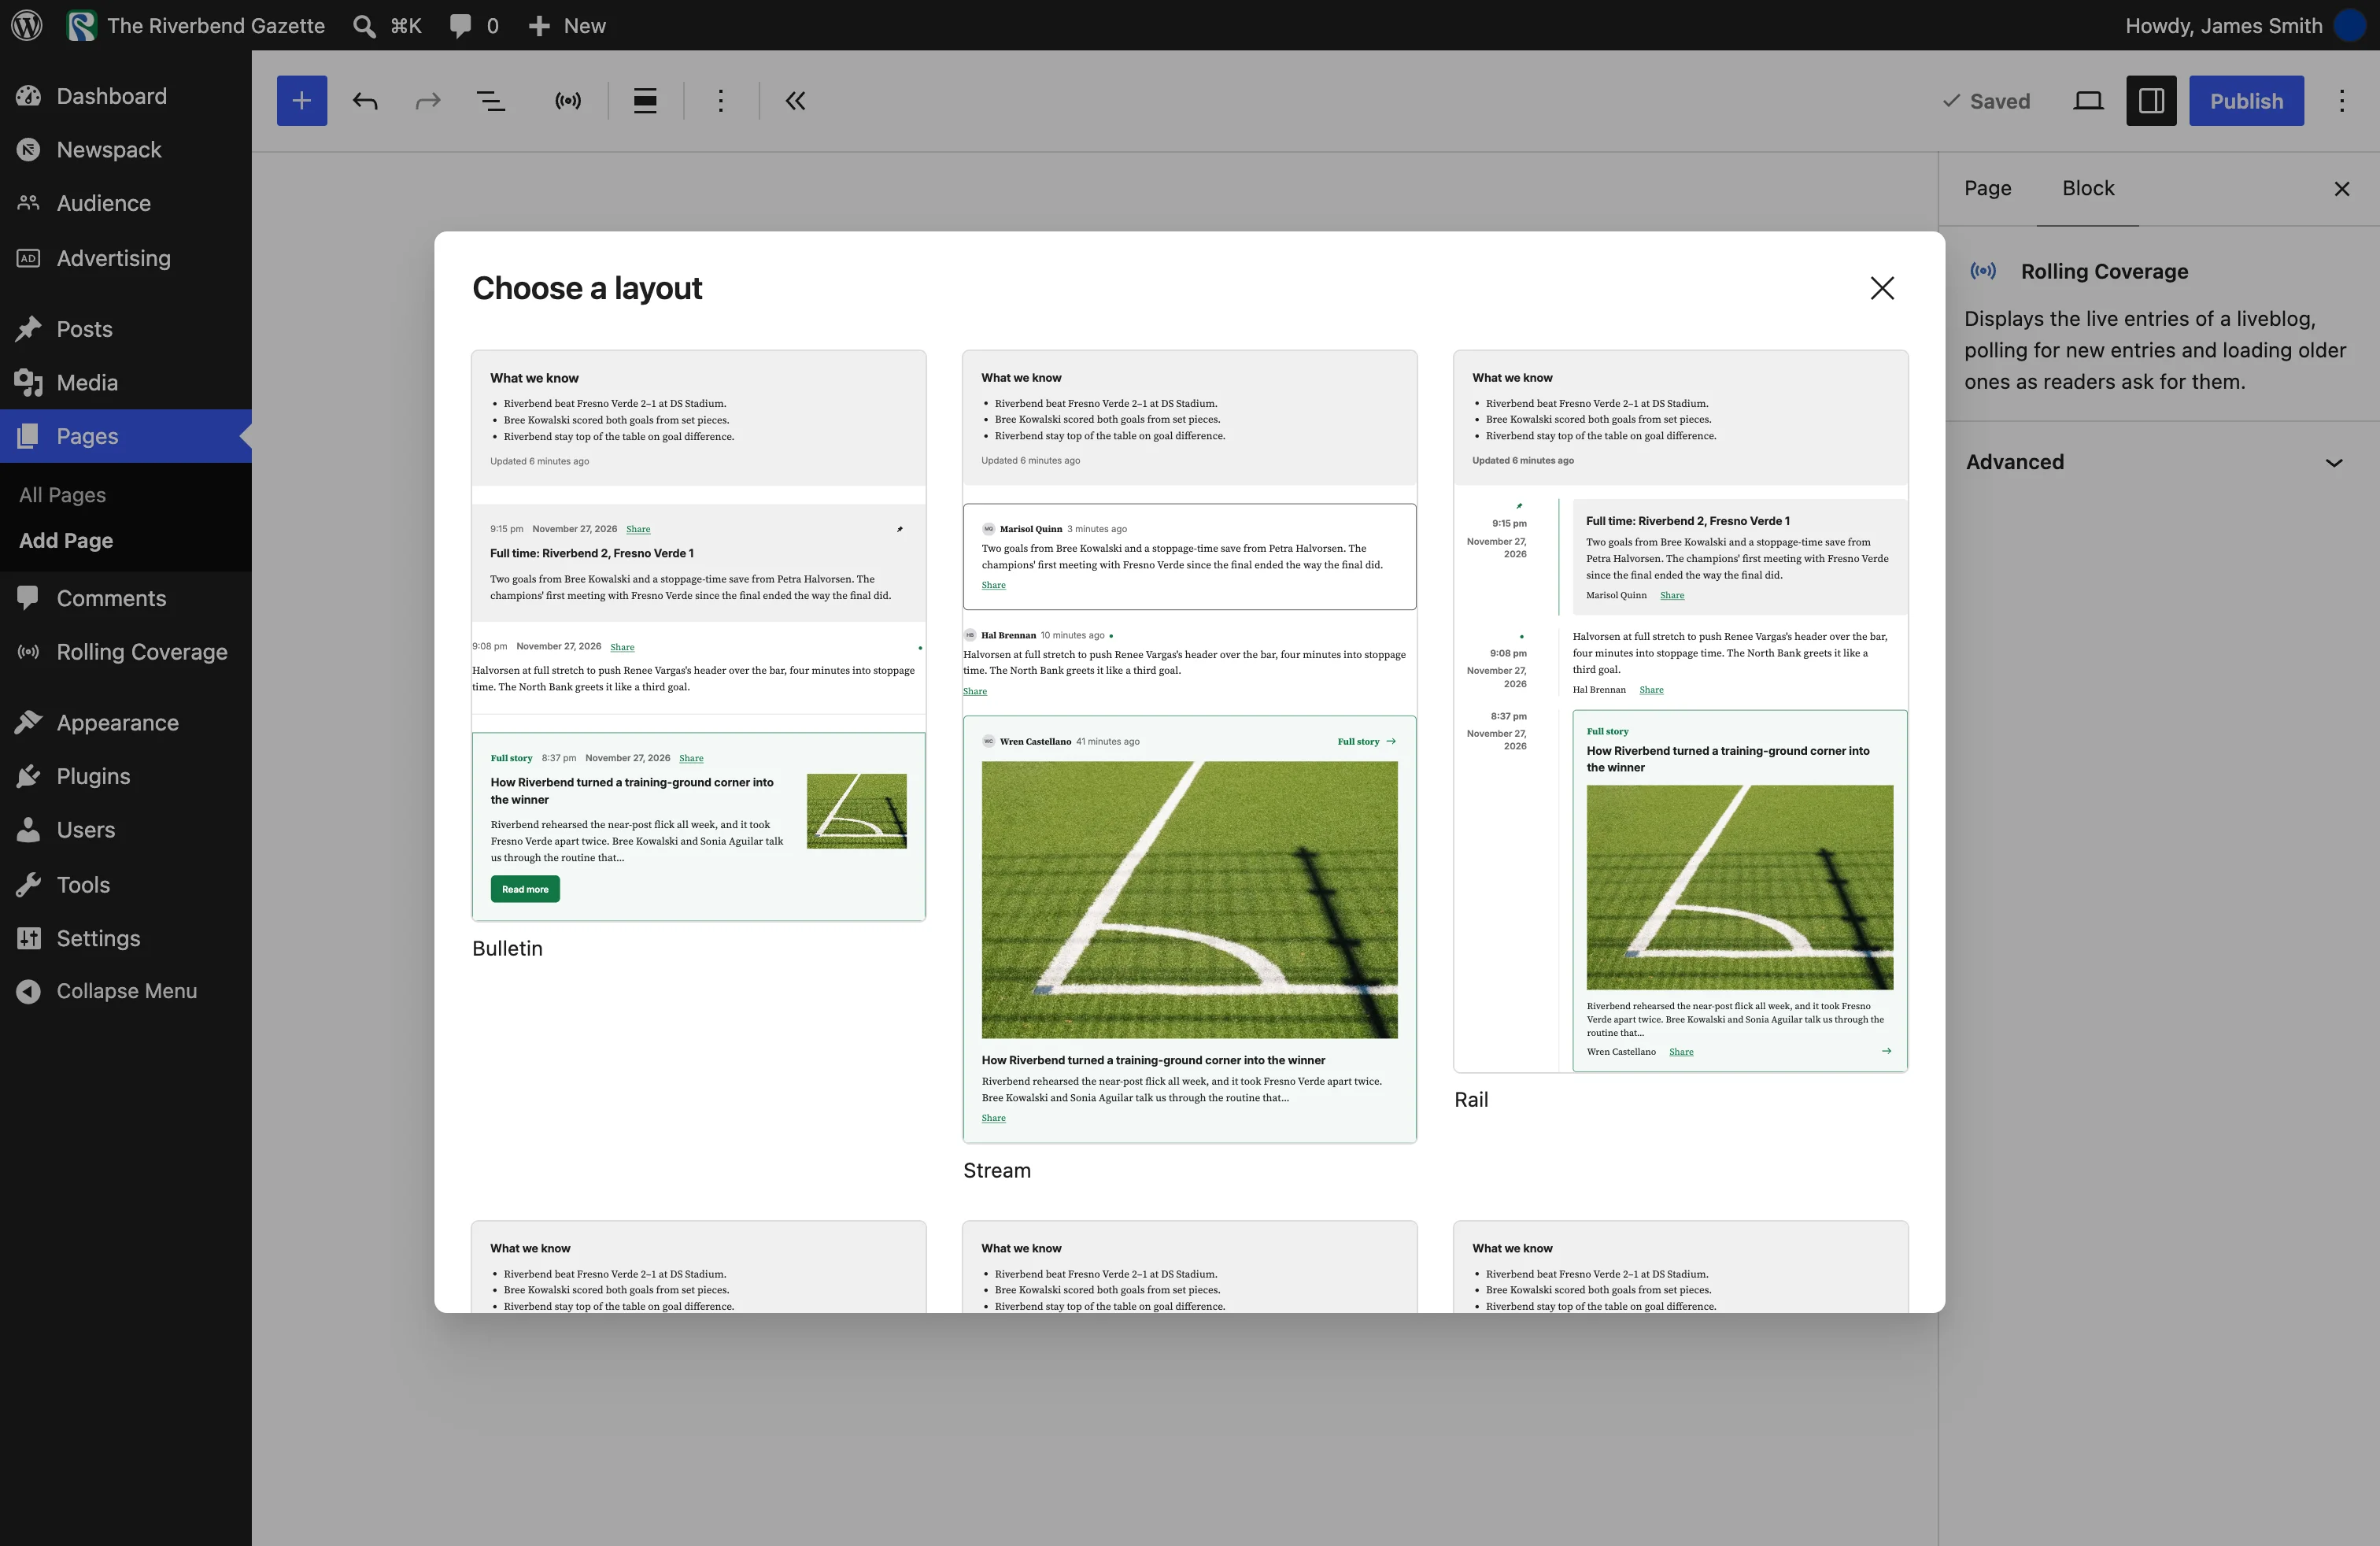 The Riverbend Gazette
⌘K
0
New
Howdy, James Smith
Dashboard
Newspack
Audience
AD
Advertising
Posts
Media
Pages
All Pages
Add Page
Comments
Rolling Coverage
Appearance
Plugins
Users
Tools
Settings
Collapse Menu
Saved
Publish
Page
Block
Rolling Coverage
Displays the live entries of a liveblog,
polling for new entries and loading older
ones as readers ask for them.
Advanced
Choose a layout
What we know
• Riverbend beat Fresno Verde 2–1 at DS Stadium.
• Bree Kowalski scored both goals from set pieces.
• Riverbend stay top of the table on goal difference.
Updated 6 minutes ago
9:15 pm November 27, 2026 Share
Full time: Riverbend 2, Fresno Verde 1
Two goals from Bree Kowalski and a stoppage-time save from Petra Halvorsen. The
champions' first meeting with Fresno Verde since the final ended the way the final did.
9:08 pm November 27, 2026 Share
Halvorsen at full stretch to push Renee Vargas's header over the bar, four minutes into stoppage
time. The North Bank greets it like a third goal.
Full story 8:37 pm November 27, 2026 Share
How Riverbend turned a training-ground corner into
the winner
Riverbend rehearsed the near-post flick all week, and it took
Fresno Verde apart twice. Bree Kowalski and Sonia Aguilar talk
us through the routine that…
Read more
Bulletin
What we know
• Riverbend beat Fresno Verde 2–1 at DS Stadium.
• Bree Kowalski scored both goals from set pieces.
• Riverbend stay top of the table on goal difference.
Updated 6 minutes ago
MQ Marisol Quinn 3 minutes ago
Two goals from Bree Kowalski and a stoppage-time save from Petra Halvorsen. The
champions' first meeting with Fresno Verde since the final ended the way the final did.
Share
HB Hal Brennan 10 minutes ago
Halvorsen at full stretch to push Renee Vargas's header over the bar, four minutes into stoppage
time. The North Bank greets it like a third goal.
Share
WC Wren Castellano 41 minutes ago Full story →
How Riverbend turned a training-ground corner into the winner
Riverbend rehearsed the near-post flick all week, and it took Fresno Verde apart twice.
Bree Kowalski and Sonia Aguilar talk us through the routine that…
Share
Stream
What we know
• Riverbend beat Fresno Verde 2–1 at DS Stadium.
• Bree Kowalski scored both goals from set pieces.
• Riverbend stay top of the table on goal difference.
Updated 6 minutes ago
9:15 pm
November 27,
2026
Full time: Riverbend 2, Fresno Verde 1
Two goals from Bree Kowalski and a stoppage-time save from
Petra Halvorsen. The champions' first meeting with Fresno Verde
since the final ended the way the final did.
Marisol Quinn Share
9:08 pm
November 27,
2026
Halvorsen at full stretch to push Renee Vargas's header over the bar,
four minutes into stoppage time. The North Bank greets it like a
third goal.
Hal Brennan Share
8:37 pm
November 27,
2026
Full story
How Riverbend turned a training-ground corner into
the winner
Riverbend rehearsed the near-post flick all week, and it took Fresno
Verde apart twice. Bree Kowalski and Sonia Aguilar talk us through the
routine that…
Wren Castellano Share →
Rail
What we know
• Riverbend beat Fresno Verde 2–1 at DS Stadium.
• Bree Kowalski scored both goals from set pieces.
• Riverbend stay top of the table on goal difference.
What we know
• Riverbend beat Fresno Verde 2–1 at DS Stadium.
• Bree Kowalski scored both goals from set pieces.
• Riverbend stay top of the table on goal difference.
What we know
• Riverbend beat Fresno Verde 2–1 at DS Stadium.
• Bree Kowalski scored both goals from set pieces.
• Riverbend stay top of the table on goal difference.